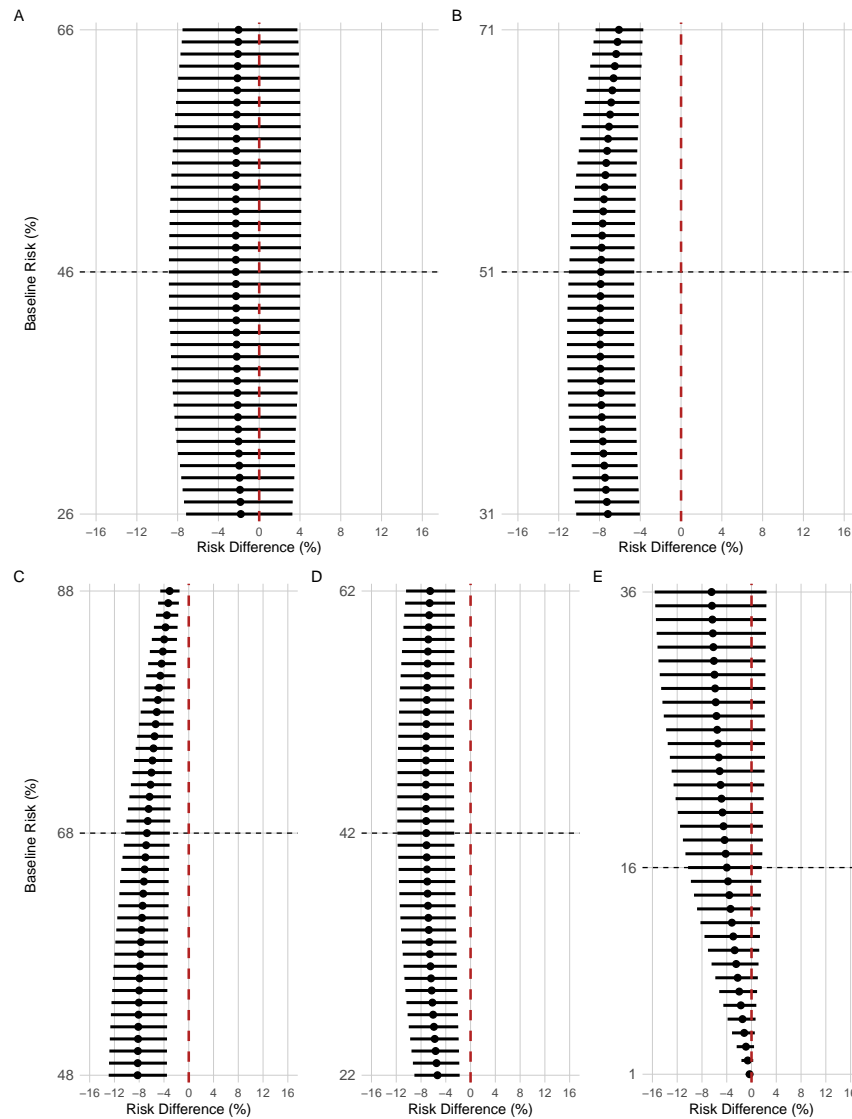 A
66
46
26
Baseline Risk (%)
−16 −12 −8 −4 0 4 8 12 16
Risk Difference (%)
B
71
51
31
−16 −12 −8 −4 0 4 8 12 16
Risk Difference (%)
C
88
68
48
Baseline Risk (%)
−16 −12 −8 −4 0 4 8 12 16
Risk Difference (%)
D
62
42
22
−16 −12 −8 −4 0 4 8 12 16
Risk Difference (%)
E
36
16
1
−16 −12 −8 −4 0 4 8 12 16
Risk Difference (%)